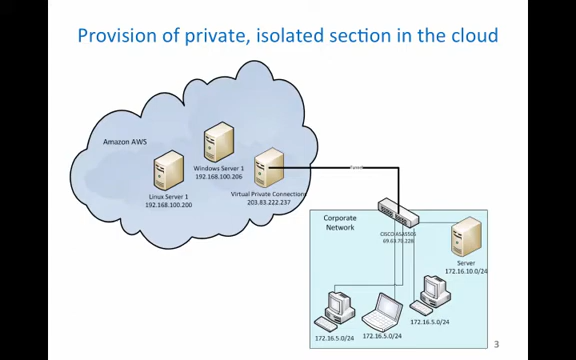 Provision of private, isolated section in the cloud
Amazon AWS
Windows Server 1
192.168.100.206
Linux Server 1
192.168.100.200
Virtual Private Connection
203.83.222.237
Corporate
Network
CISCO ASA5505
69.63.70.226
Server
172.16.10.0/24
172.16.5.0/24
172.16.5.0/24
172.16.5.0/24
3